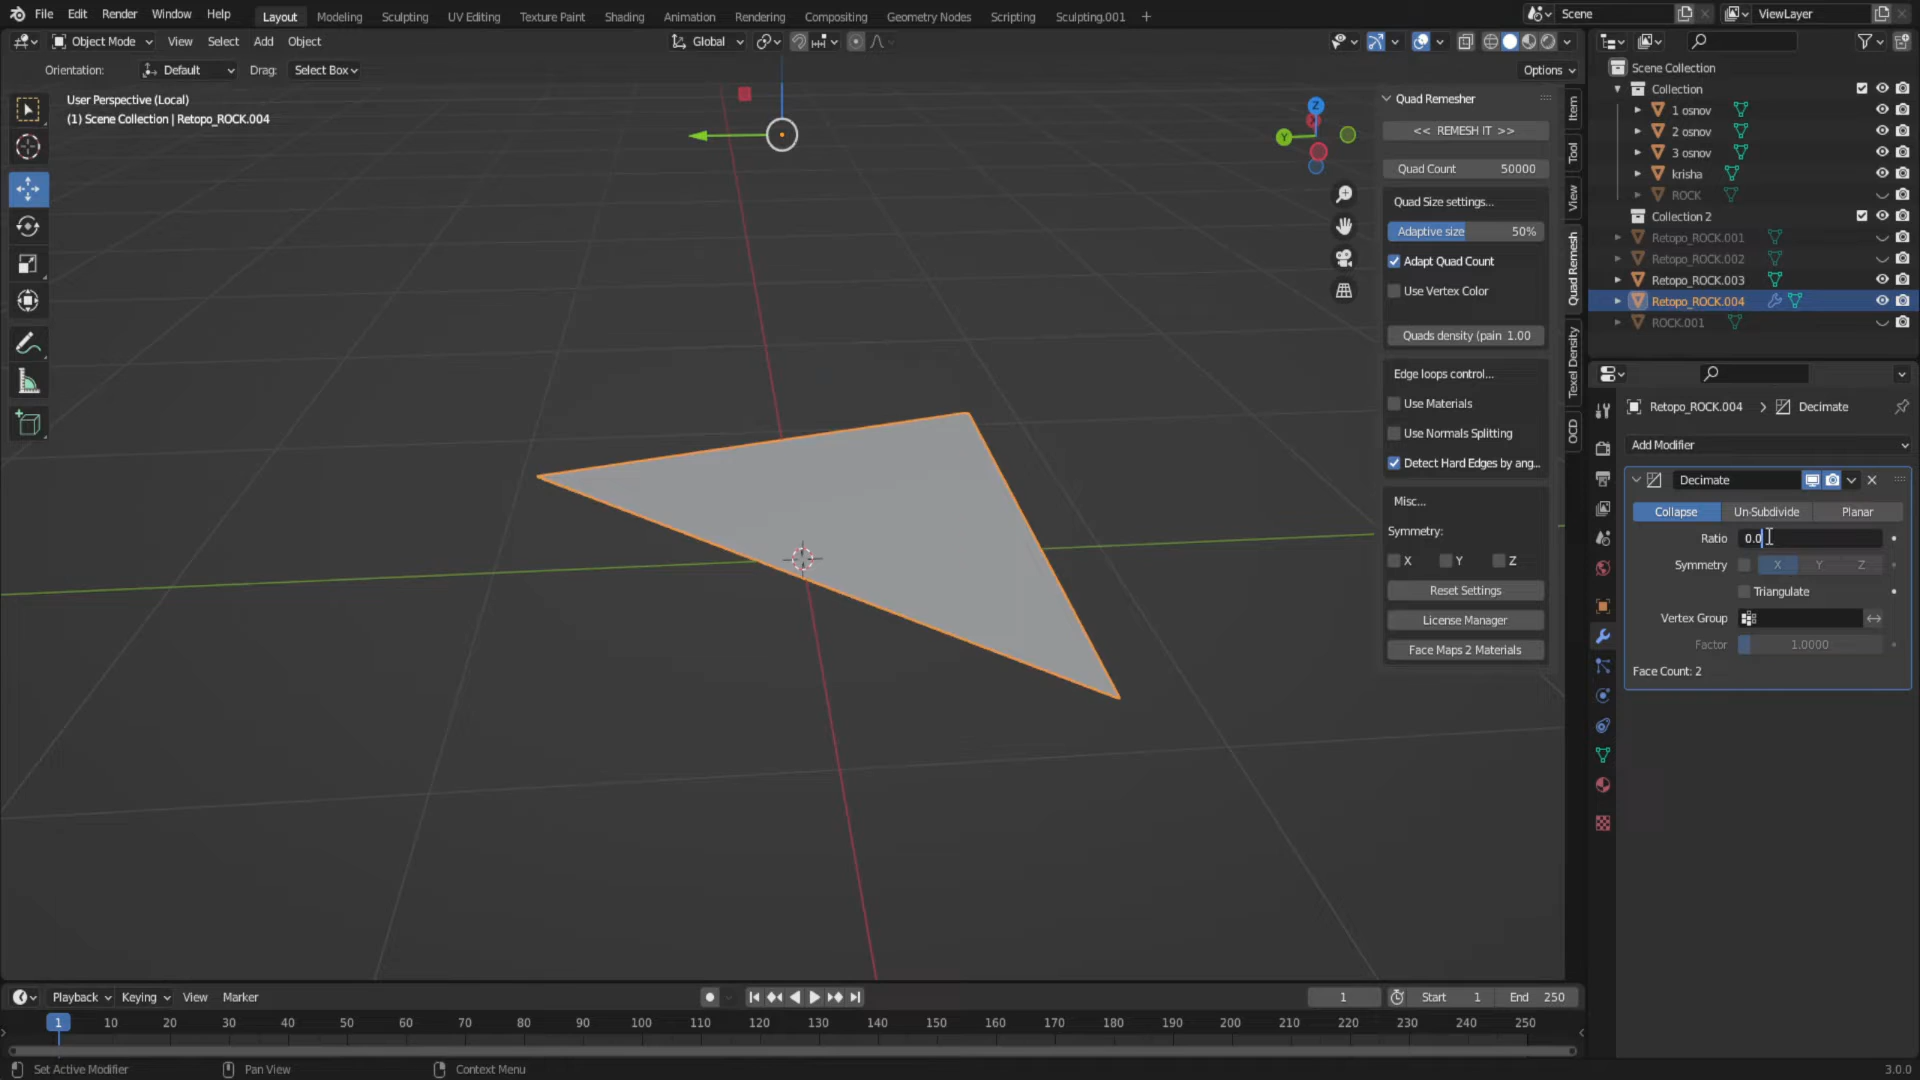 File Edit Render Window Help Layout Modeling Sculpting UV Editing Texture Paint Shading Animation Rendering Compositing Geometry Nodes Scripting Sculpting.001 + Scene ViewLayer
Object Mode View Select Add Object Global
Orientation: Default Drag: Select Box Options
User Perspective (Local)
(1) Scene Collection | Retopo_ROCK.004
Z
Y
Quad Remesher
<< REMESH IT >>
Quad Count 50000
Quad Size settings...
Adaptive size 50%
Adapt Quad Count
Use Vertex Color
Quads density (pain 1.00
Edge loops control...
Use Materials
Use Normals Splitting
Detect Hard Edges by ang...
Misc...
Symmetry:
X Y Z
Reset Settings
License Manager
Face Maps 2 Materials
Item
Tool
View
Quad Remesh
Texel Density
OCD
Scene Collection
Collection
1 osnov
2 osnov
3 osnov
krisha
ROCK
Collection 2
Retopo_ROCK.001
Retopo_ROCK.002
Retopo_ROCK.003
Retopo_ROCK.004
ROCK.001
Retopo_ROCK.004 > Decimate
Add Modifier
Decimate
Collapse Un-Subdivide Planar
Ratio 0.0
Symmetry X Y Z
Triangulate
Vertex Group
Factor 1.0000
Face Count: 2
Playback Keying View Marker 1 Start 1 End 250
1 10 20 30 40 50 60 70 80 90 100 110 120 130 140 150 160 170 180 190 200 210 220 230 240 250
Set Active Modifier Pan View Context Menu 3.0.0